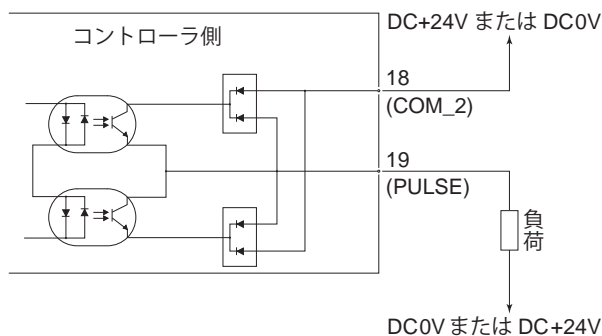 コントローラ側
DC+24V または DC0V
18
(COM_2)
19
(PULSE)
負荷
DC0V または DC+24V